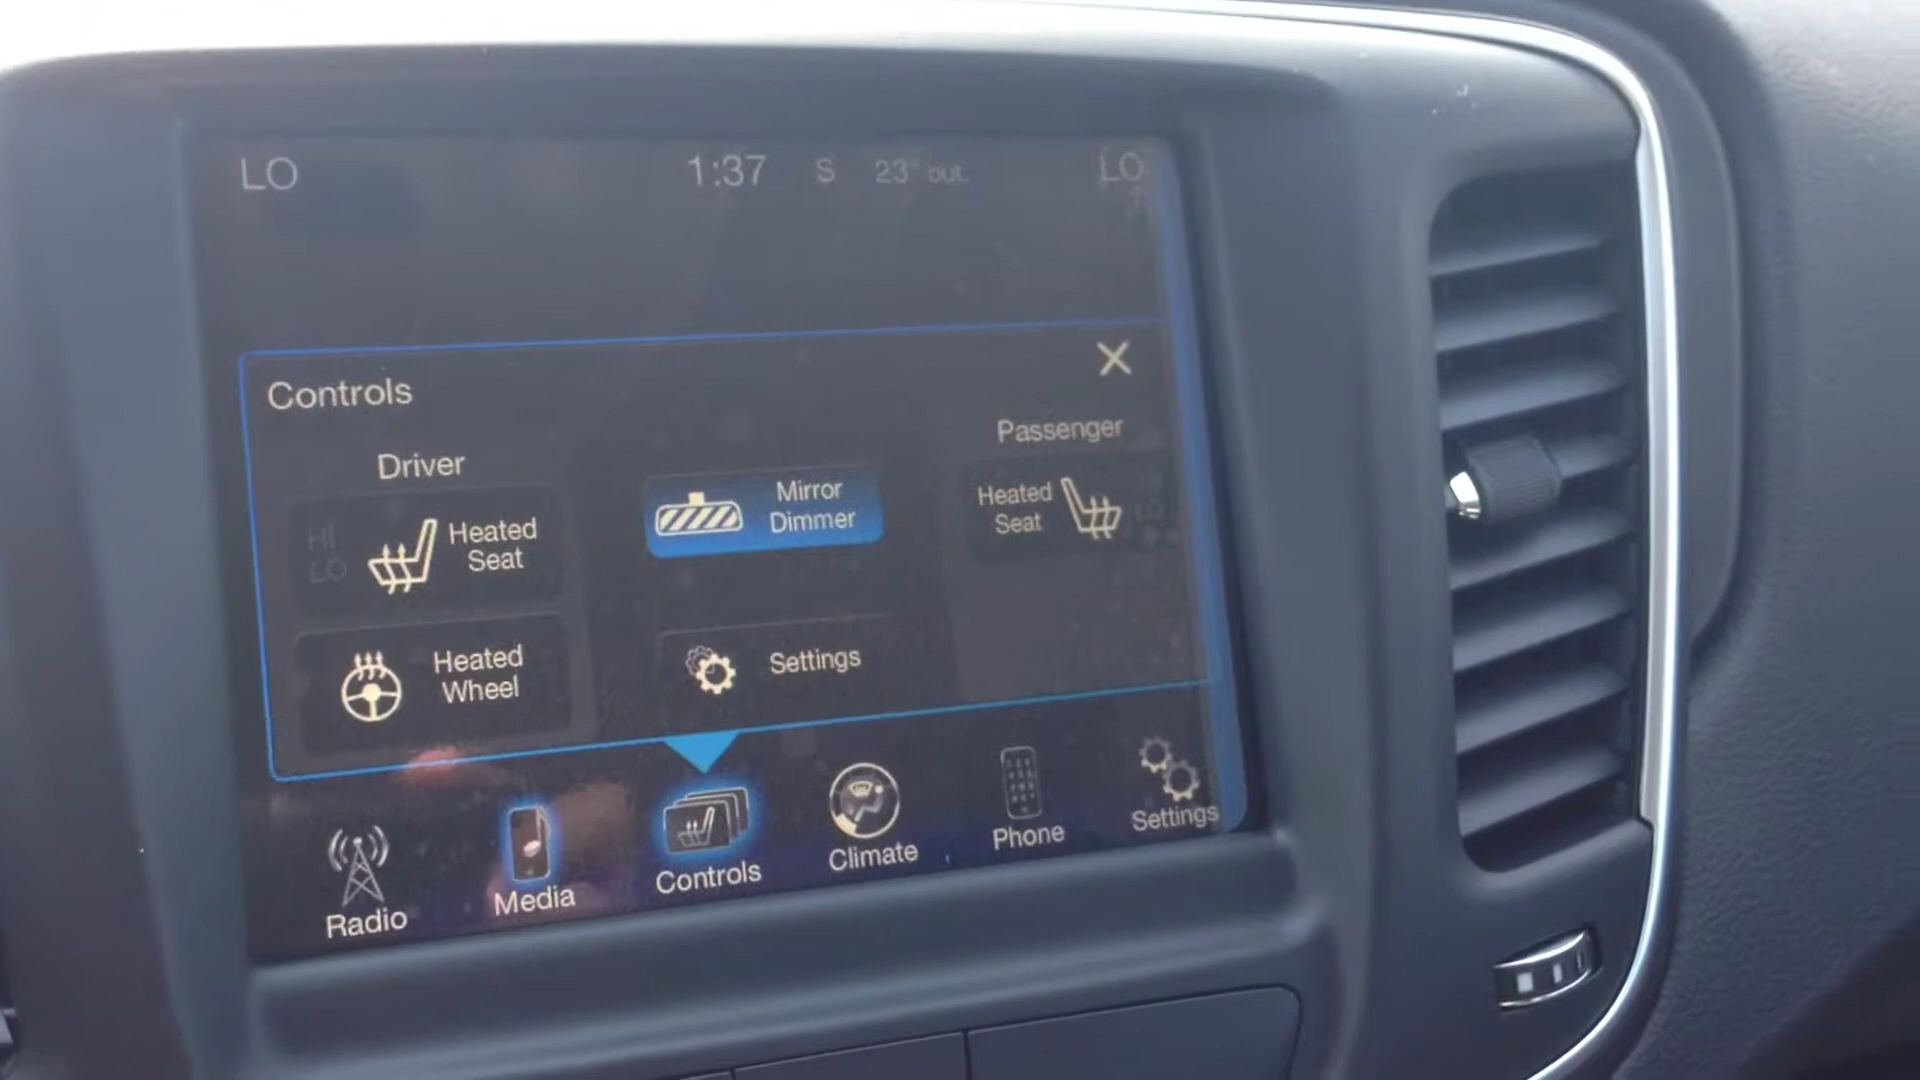 LO 1:37 S 23° out. LO
Controls
Driver
Passenger
HI
LO
Heated
Seat
Mirror
Dimmer
Heated
Seat
LO
Heated
Wheel
Settings
Radio
Media
Controls
Climate
Phone
Settings